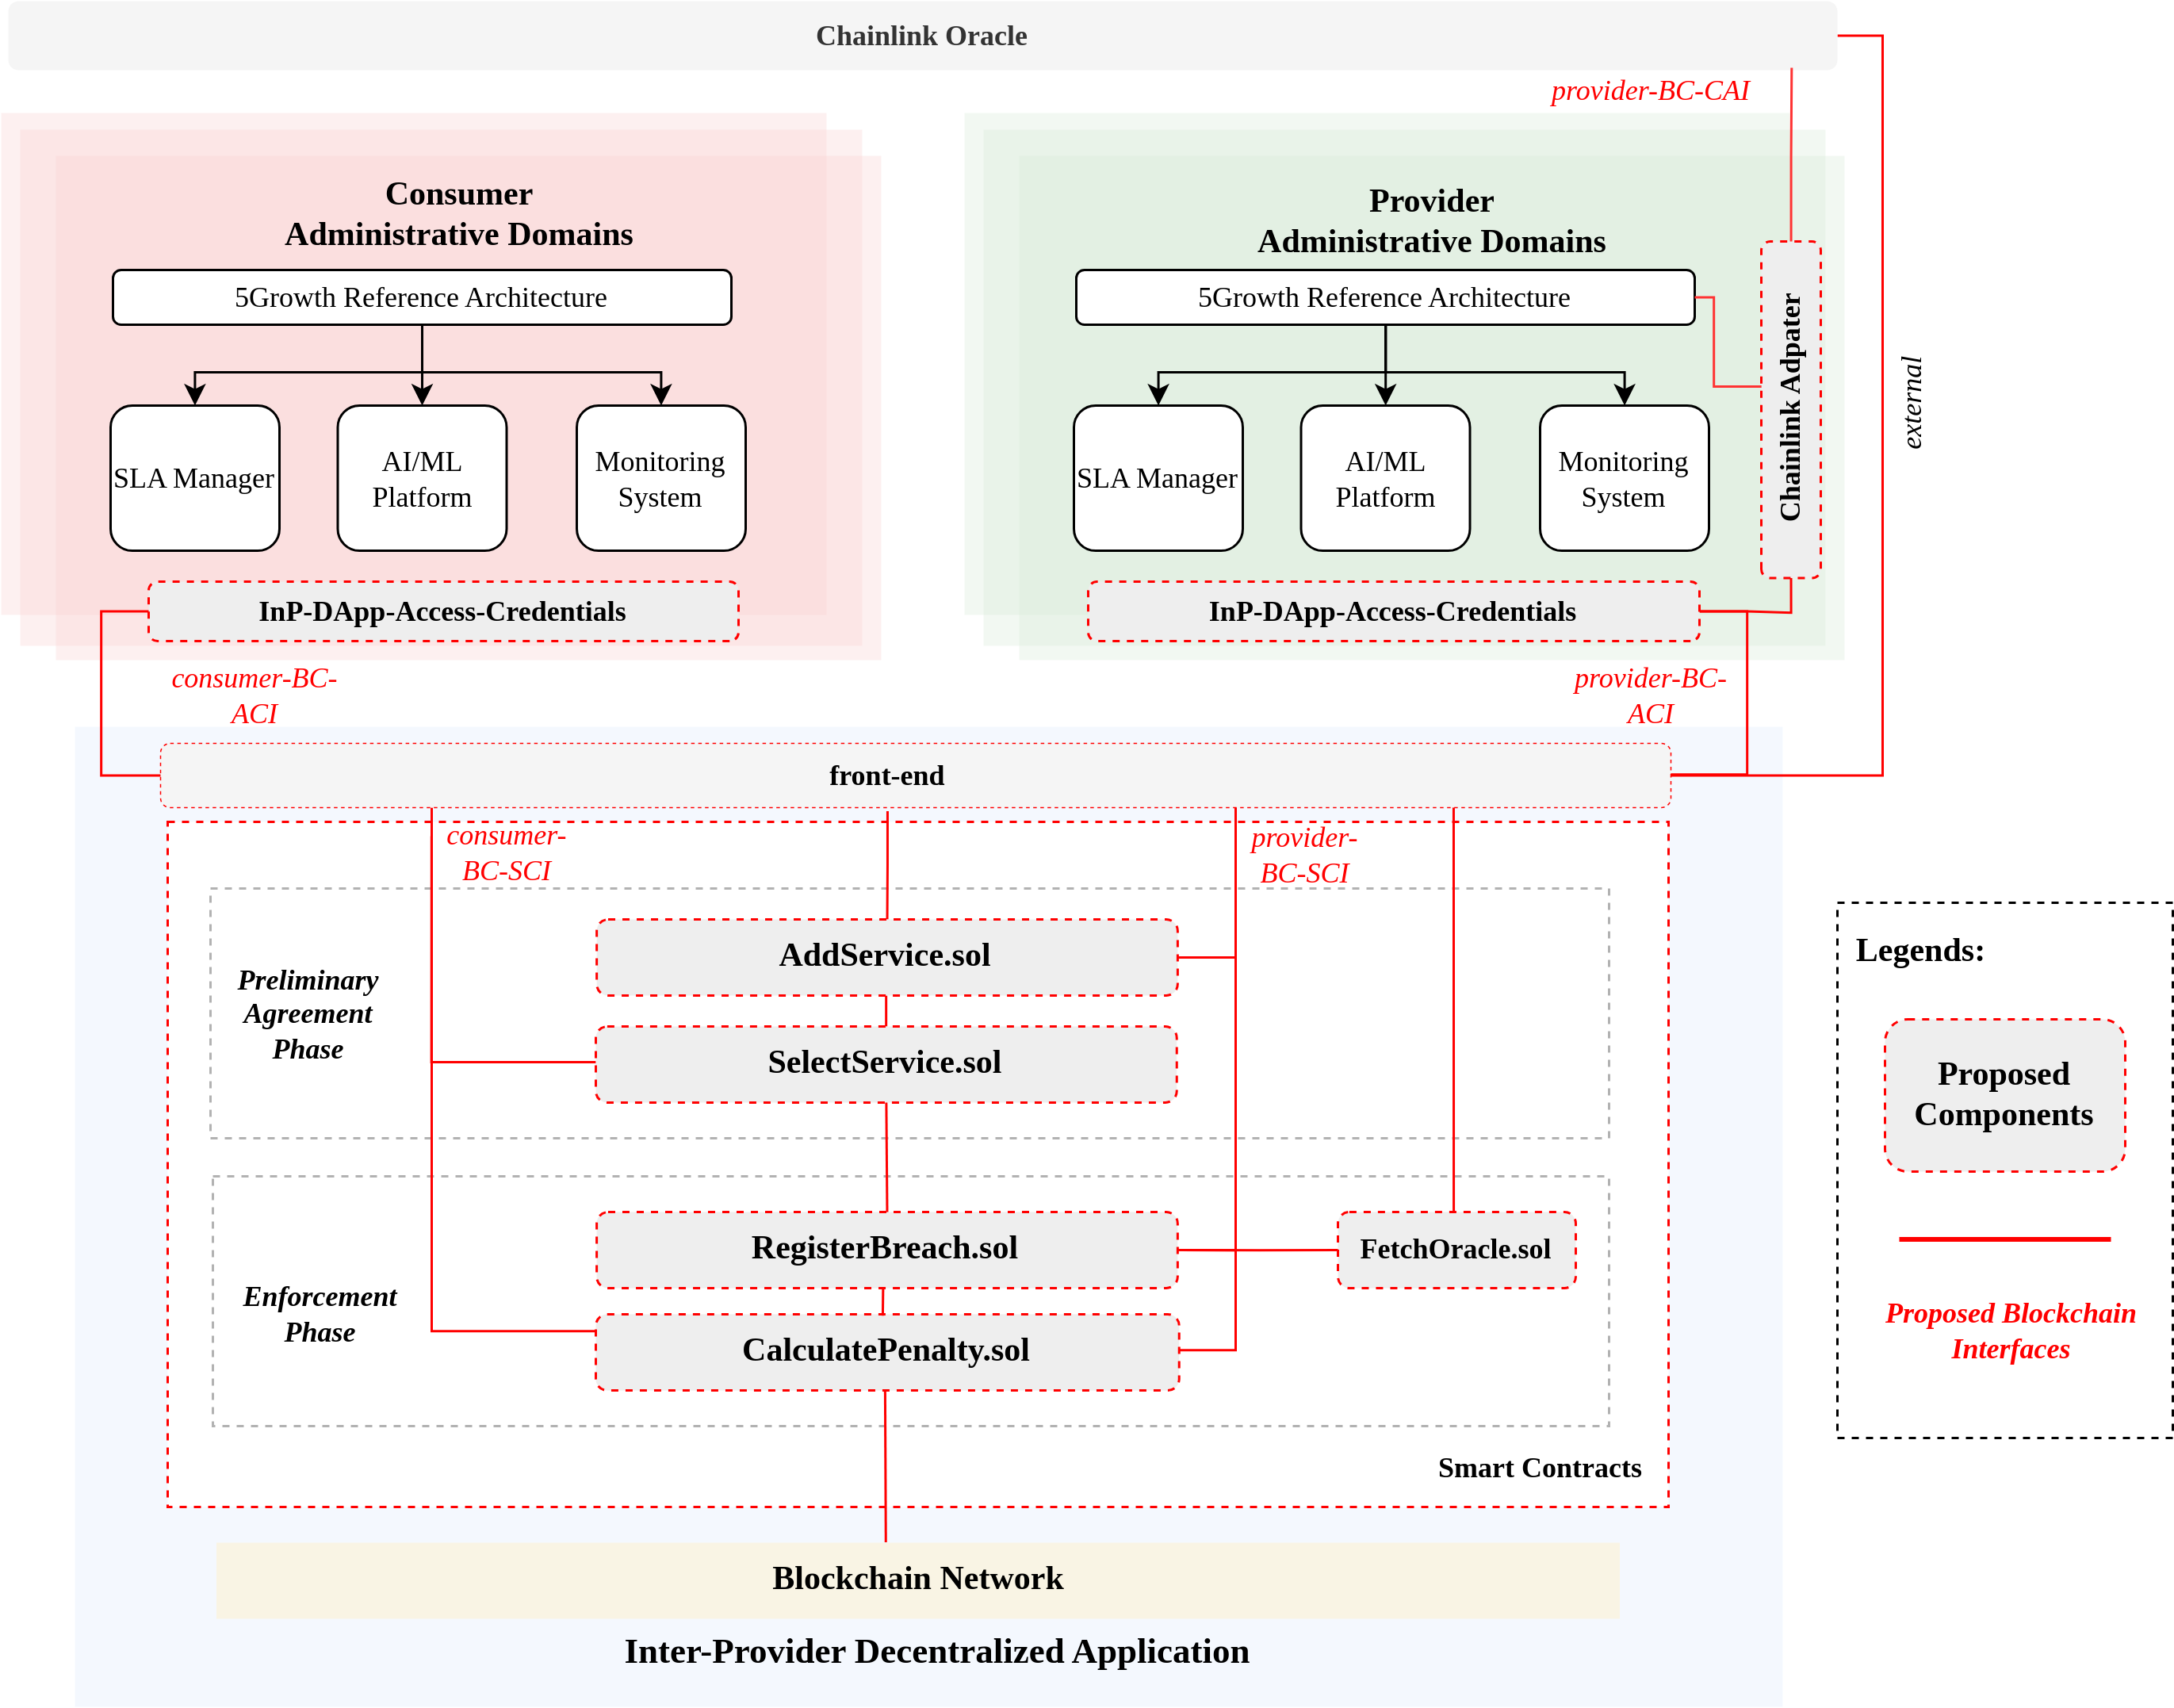 Chainlink Oracle
provider-BC-CAI
Consumer
Administrative Domains
5Growth Reference Architecture
SLA Manager
AI/ML
Platform
Monitoring
System
InP-DApp-Access-Credentials
Provider
Administrative Domains
5Growth Reference Architecture
SLA Manager
AI/ML
Platform
Monitoring
System
InP-DApp-Access-Credentials
Chainlink Adpater
external
consumer-BC-
ACI
provider-BC-
ACI
front-end
consumer-
BC-SCI
provider-
BC-SCI
Preliminary
Agreement
Phase
AddService.sol
SelectService.sol
Enforcement
Phase
RegisterBreach.sol
FetchOracle.sol
CalculatePenalty.sol
Smart Contracts
Blockchain Network
Inter-Provider Decentralized Application
Legends:
Proposed
Components
Proposed Blockchain
Interfaces